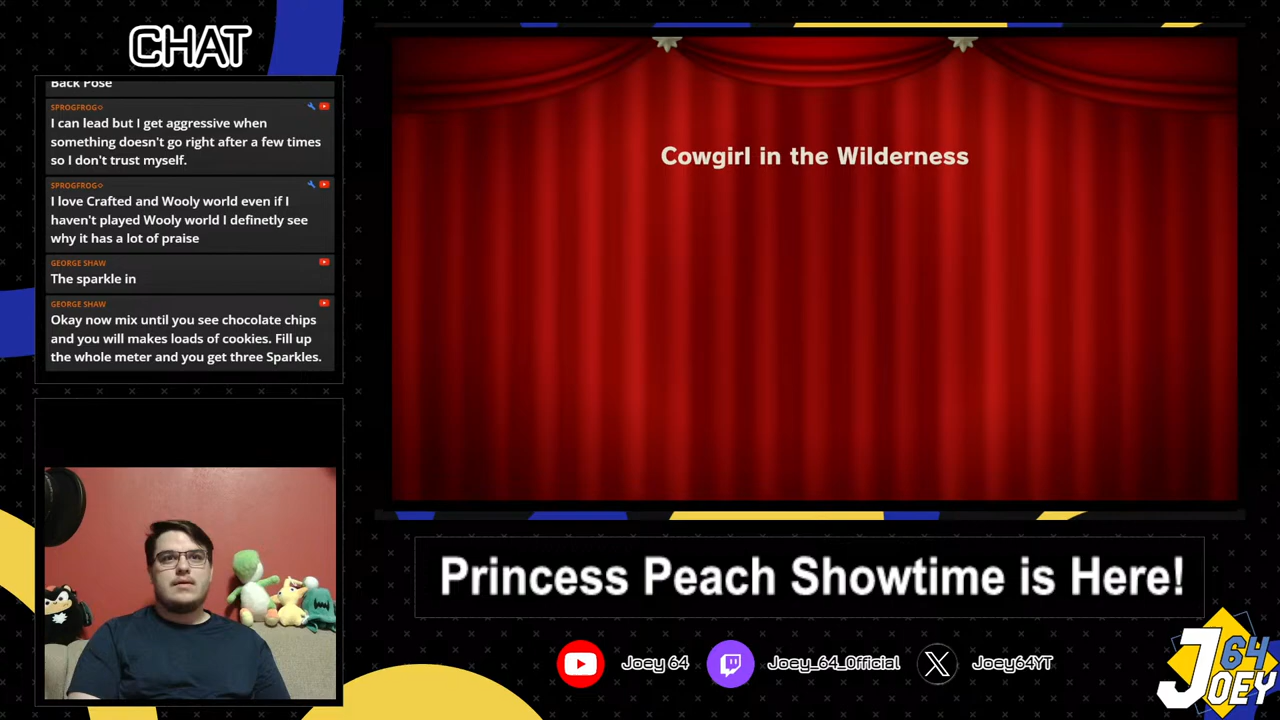 CHAT
Back Pose
SPROGFROG
I can lead but I get aggressive when
something doesn't go right after a few times
so I don't trust myself.
SPROGFROG
I love Crafted and Wooly world even if I
haven't played Wooly world I definetly see
why it has a lot of praise
GEORGE SHAW
The sparkle in
GEORGE SHAW
Okay now mix until you see chocolate chips
and you will makes loads of cookies. Fill up
the whole meter and you get three Sparkles.
Cowgirl in the Wilderness
Princess Peach Showtime is Here!
Joey 64
Joey_64_Official
Joey64YT
J64
OEY